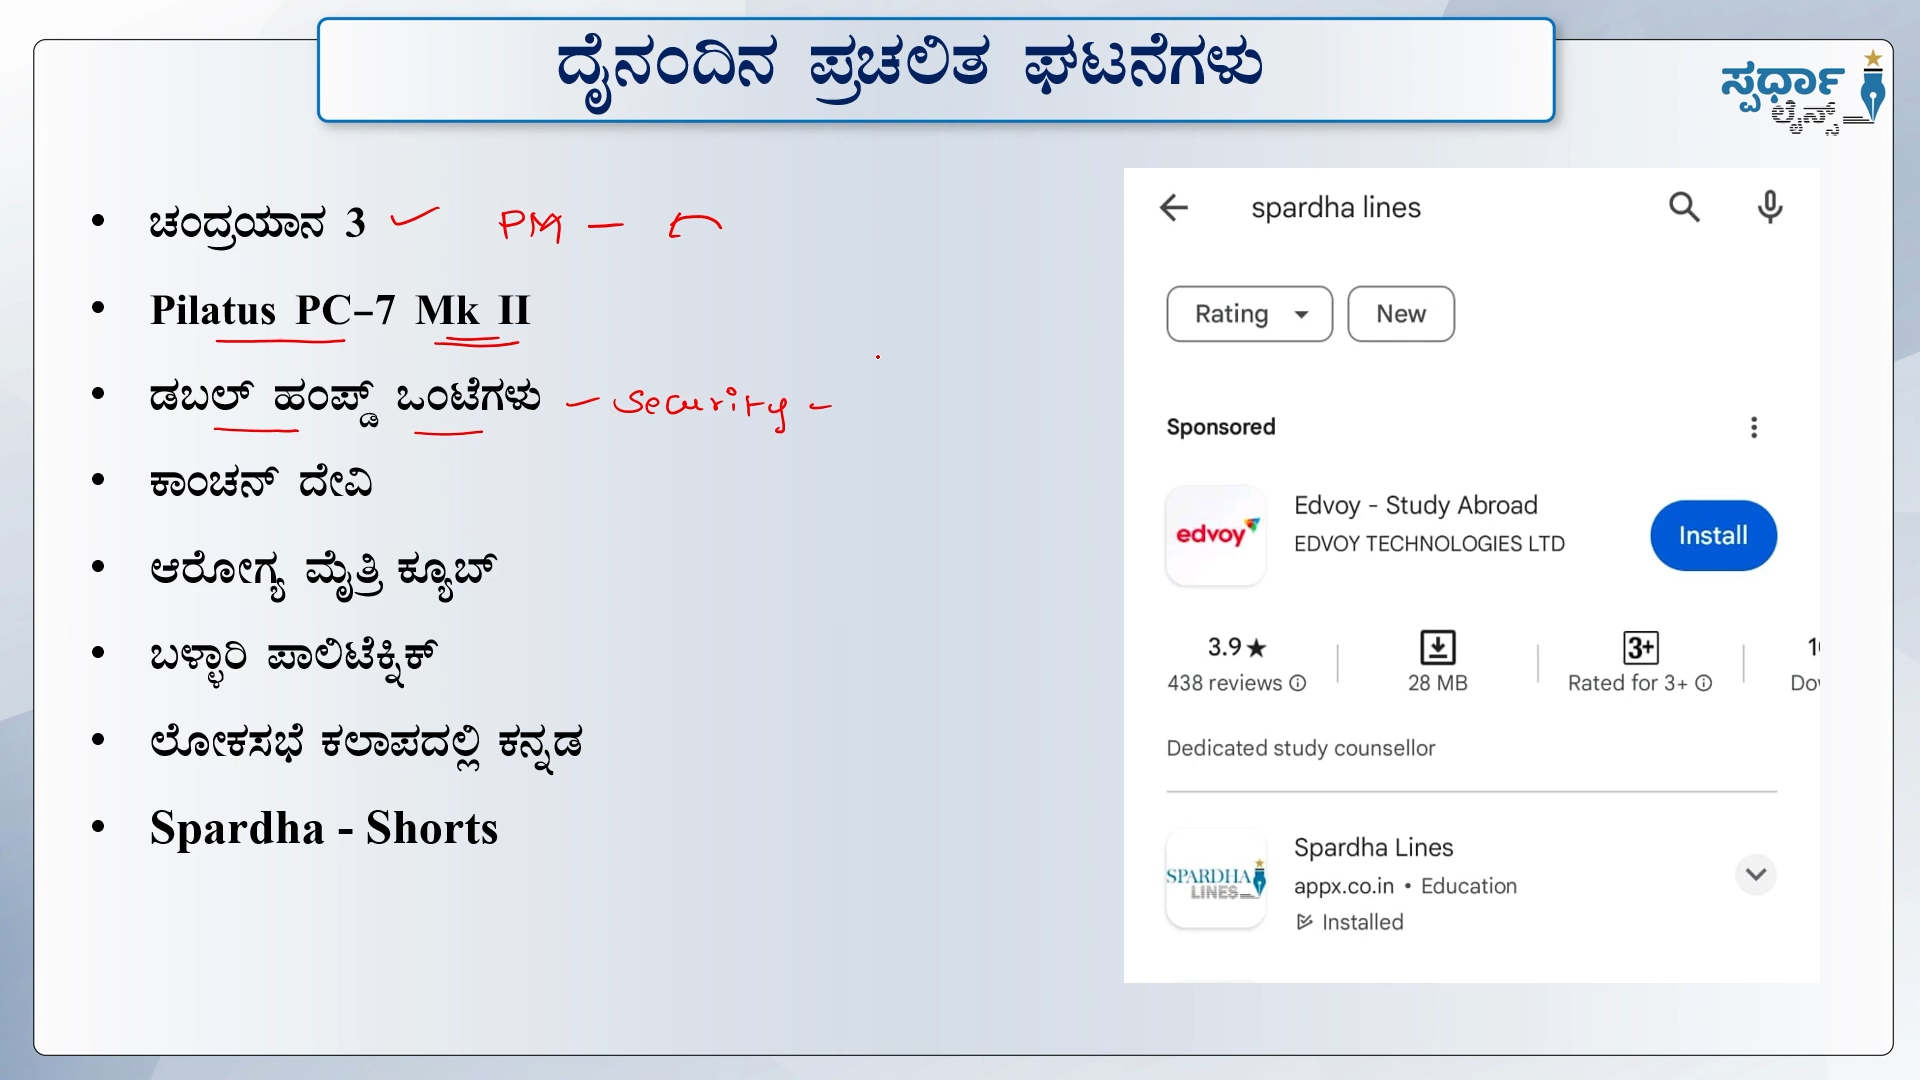 ದೈನಂದಿನ ಪ್ರಚಲಿತ ಘಟನೆಗಳು
ಸ್ಪರ್ಧಾ
ಲೈನ್ಸ್
• ಚಂದ್ರಯಾನ 3 ✓ PM –
• Pilatus PC-7 Mk II
• ಡಬಲ್ ಹಂಪ್ಡ್ ಒಂಟೆಗಳು – Security –
• ಕಾಂಚನ್ ದೇವಿ
• ಆರೋಗ್ಯ ಮೈತ್ರಿ ಕ್ಯೂಬ್
• ಬಳ್ಳಾರಿ ಪಾಲಿಟೆಕ್ನಿಕ್
• ಲೋಕಸಭೆ ಕಲಾಪದಲ್ಲಿ ಕನ್ನಡ
• Spardha - Shorts
spardha lines
Rating New
Sponsored
edvoy
Edvoy - Study Abroad
EDVOY TECHNOLOGIES LTD
Install
3.9★ 3+
438 reviews 28 MB Rated for 3+
Dedicated study counsellor
SPARDHA
LINES
Spardha Lines
appx.co.in • Education
Installed